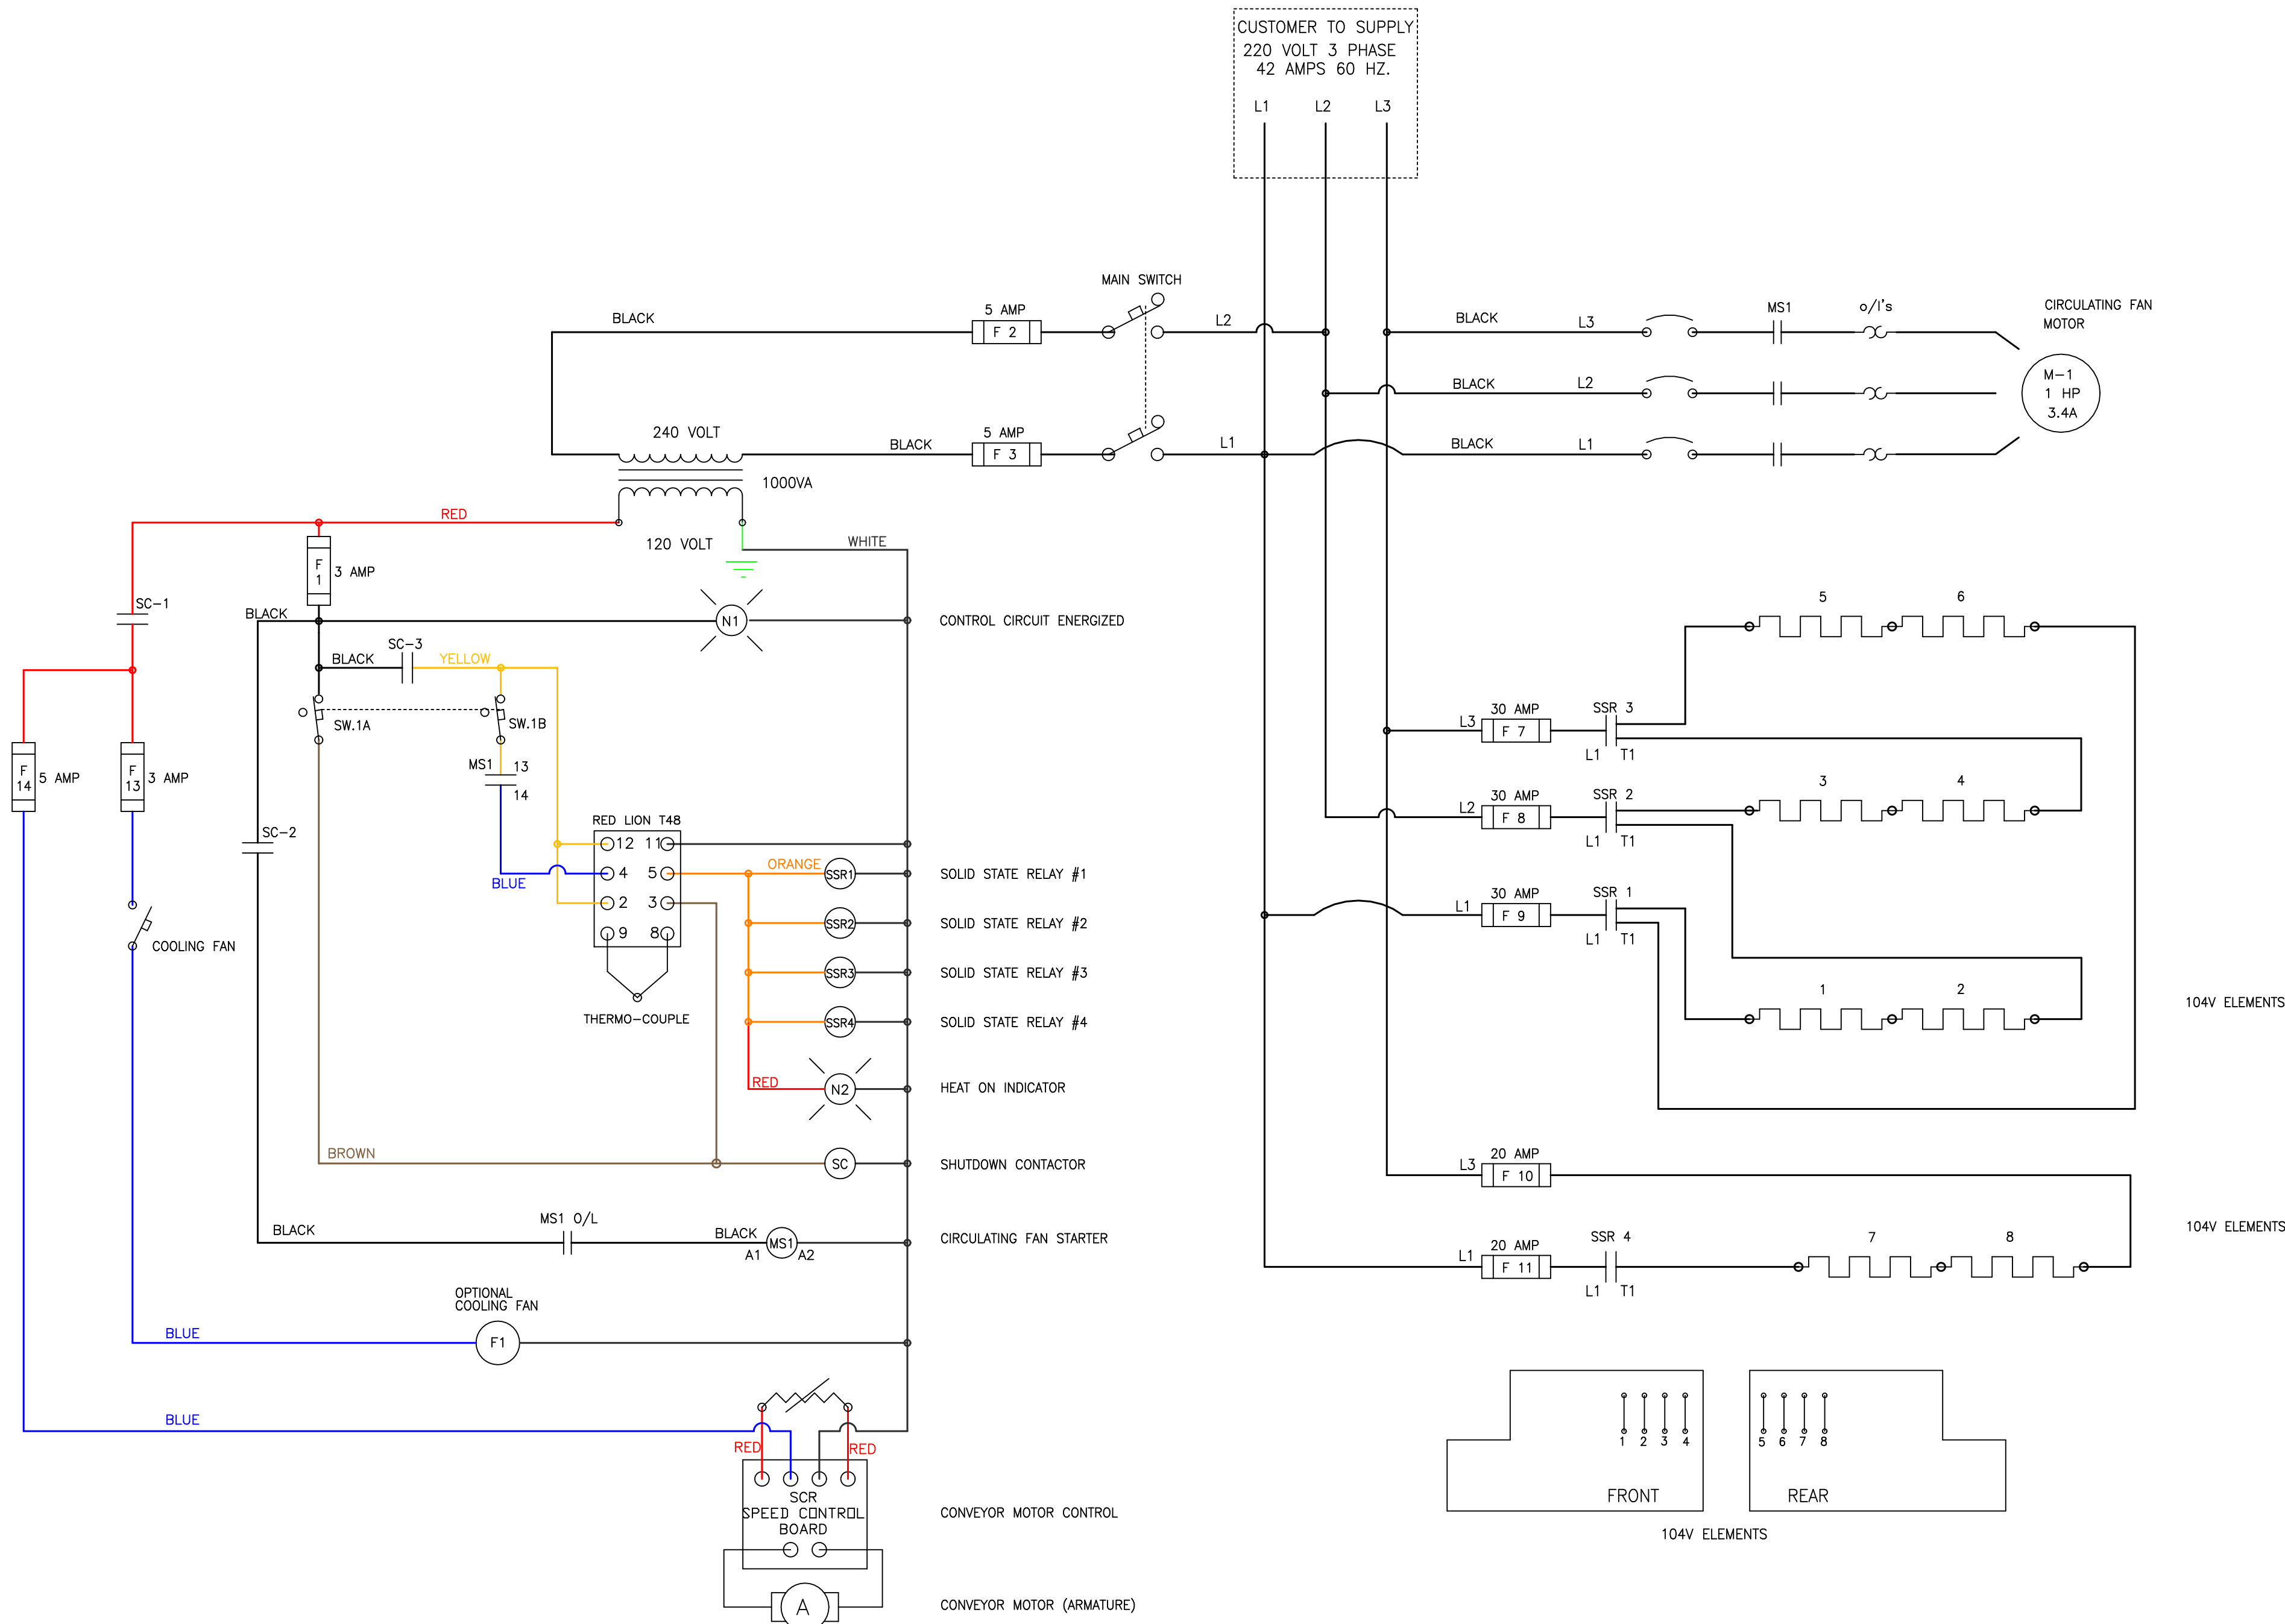 CUSTOMER TO SUPPLY
220 VOLT 3 PHASE
42 AMPS 60 HZ.
L1 L2 L3
MAIN SWITCH
BLACK
5 AMP
F 2
L2
BLACK
L3
MS1
o/l's
CIRCULATING FAN
MOTOR
BLACK
L2
M-1
1 HP
3.4A
240 VOLT
BLACK
5 AMP
F 3
L1
BLACK
L1
1000VA
RED
120 VOLT
WHITE
F
1
3 AMP
SC-1
BLACK
N1
CONTROL CIRCUIT ENERGIZED
SC-3
BLACK
YELLOW
SW.1A
SW.1B
MS1
13
14
F
14
5 AMP
F
13
3 AMP
SC-2
RED LION T48
12 11
4 5
2 3
9 8
BLUE
THERMO-COUPLE
COOLING FAN
ORANGE
SSR1
SOLID STATE RELAY #1
SSR2
SOLID STATE RELAY #2
SSR3
SOLID STATE RELAY #3
SSR4
SOLID STATE RELAY #4
RED
N2
HEAT ON INDICATOR
BROWN
SC
SHUTDOWN CONTACTOR
BLACK
MS1 O/L
BLACK
A1
MS1
A2
CIRCULATING FAN STARTER
OPTIONAL
COOLING FAN
BLUE
F1
BLUE
RED
RED
SCR
SPEED CONTROL
BOARD
CONVEYOR MOTOR CONTROL
A
CONVEYOR MOTOR (ARMATURE)
5 6
L3
30 AMP
F 7
SSR 3
L1 T1
3 4
L2
30 AMP
F 8
SSR 2
L1 T1
L1
30 AMP
F 9
SSR 1
L1 T1
1 2
104V ELEMENTS
L3
20 AMP
F 10
104V ELEMENTS
L1
20 AMP
F 11
SSR 4
L1 T1
7 8
1 2 3 4
FRONT
5 6 7 8
REAR
104V ELEMENTS